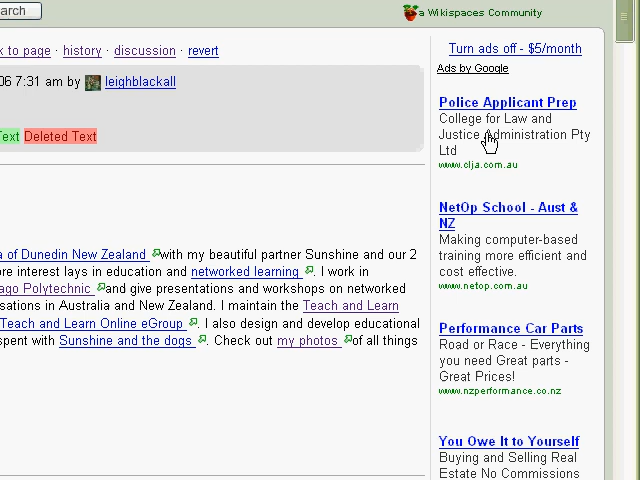 arch
a Wikispaces Community
k to page · history · discussion · revert
06 7:31 am by leighblackall
Text Deleted Text
a of Dunedin New Zealand with my beautiful partner Sunshine and our 2
ore interest lays in education and networked learning . I work in
ago Polytechnic and give presentations and workshops on networked
sations in Australia and New Zealand. I maintain the Teach and Learn
Teach and Learn Online eGroup . I also design and develop educational
spent with Sunshine and the dogs . Check out my photos of all things
Turn ads off - $5/month
Ads by Google
Police Applicant Prep
College for Law and
Justice Administration Pty
Ltd
www.clja.com.au
NetOp School - Aust &
NZ
Making computer-based
training more efficient and
cost effective.
www.netop.com.au
Performance Car Parts
Road or Race - Everything
you need Great parts -
Great Prices!
www.nzperformance.co.nz
You Owe It to Yourself
Buying and Selling Real
Estate No Commissions